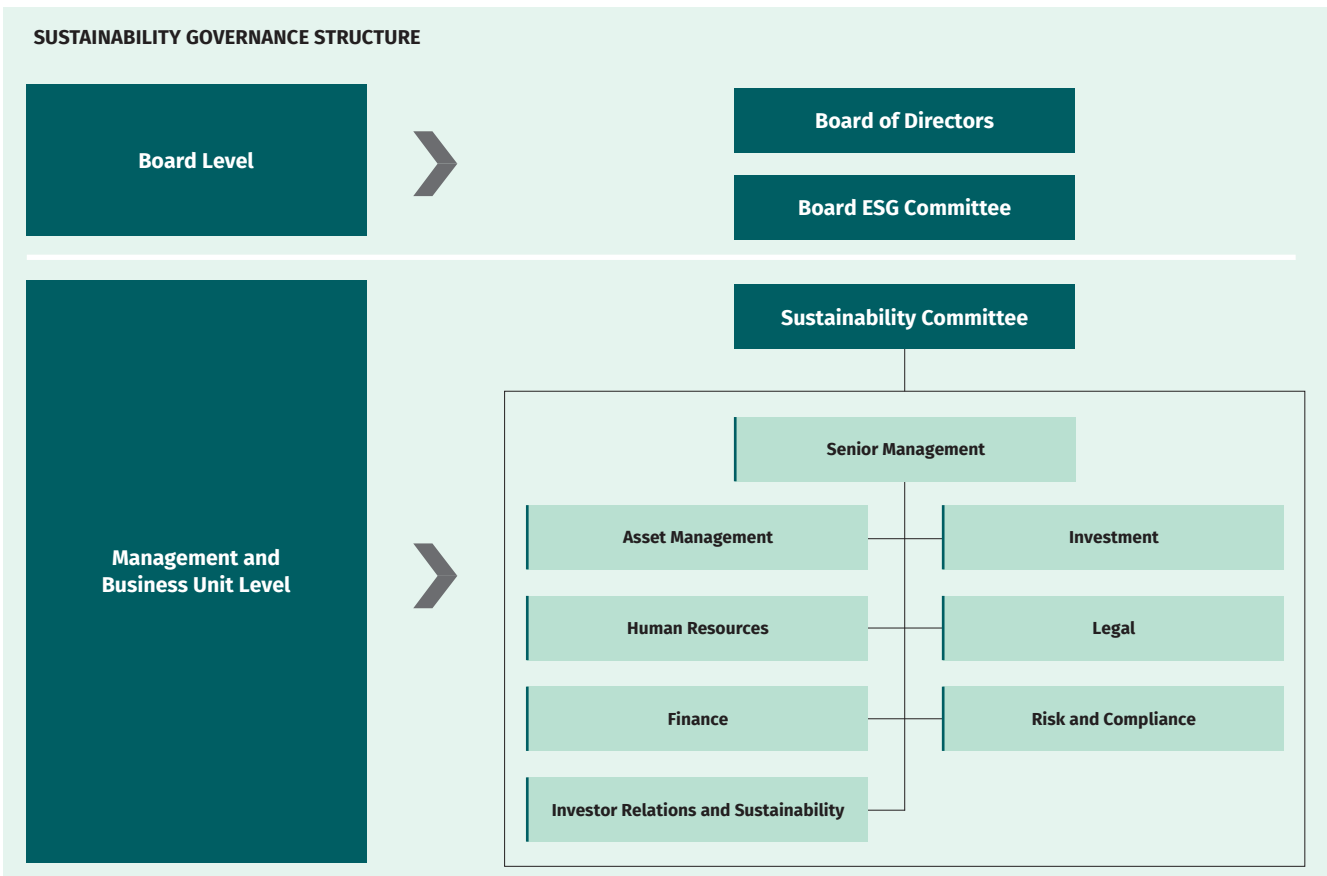 SUSTAINABILITY GOVERNANCE STRUCTURE
Board Level
Board of Directors
Board ESG Committee
Management and
Business Unit Level
Sustainability Committee
Senior Management
Asset Management
Investment
Human Resources
Legal
Finance
Risk and Compliance
Investor Relations and Sustainability